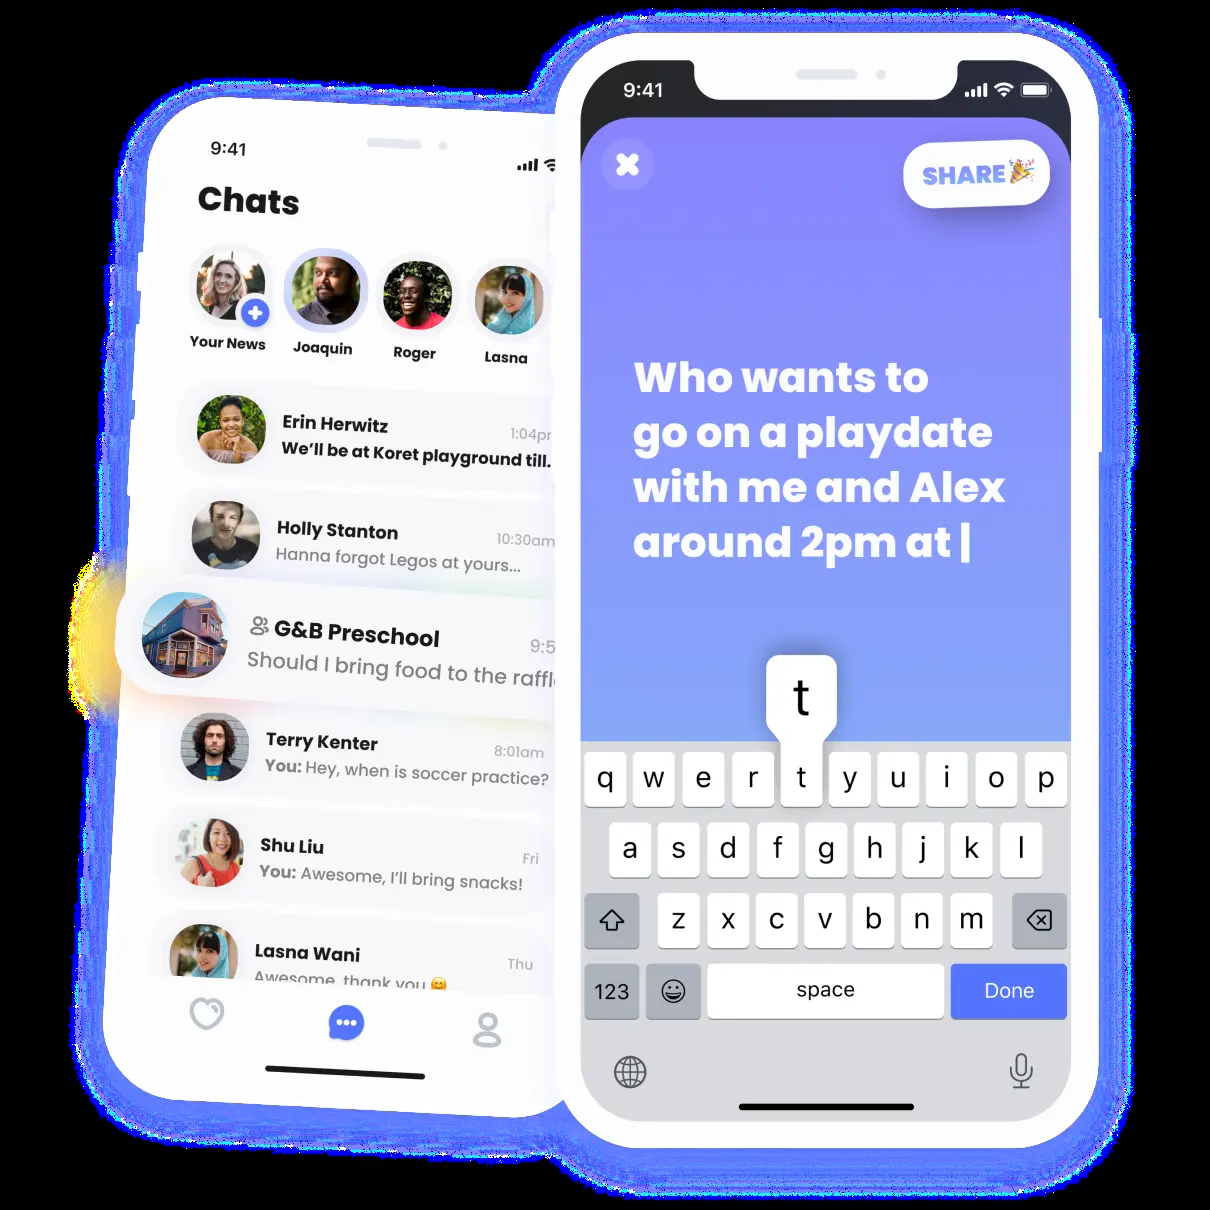 9:41
Chats
Your News
Joaquin
Roger
Lasna
Erin Herwitz
1:04pm
We'll be at Koret playground till.
Holly Stanton
10:30am
Hanna forgot Legos at yours...
G&B Preschool
9:5
Should I bring food to the raffl
Terry Kenter
8:01am
You: Hey, when is soccer practice?
Shu Liu
Fri
You: Awesome, I'll bring snacks!
Lasna Wani
Thu
Awesome, thank you 🤗
9:41
SHARE🎉
Who wants to
go on a playdate
with me and Alex
around 2pm at
t
q w e r t y u i o p
a s d f g h j k l
z x c v b n m
123 space Done